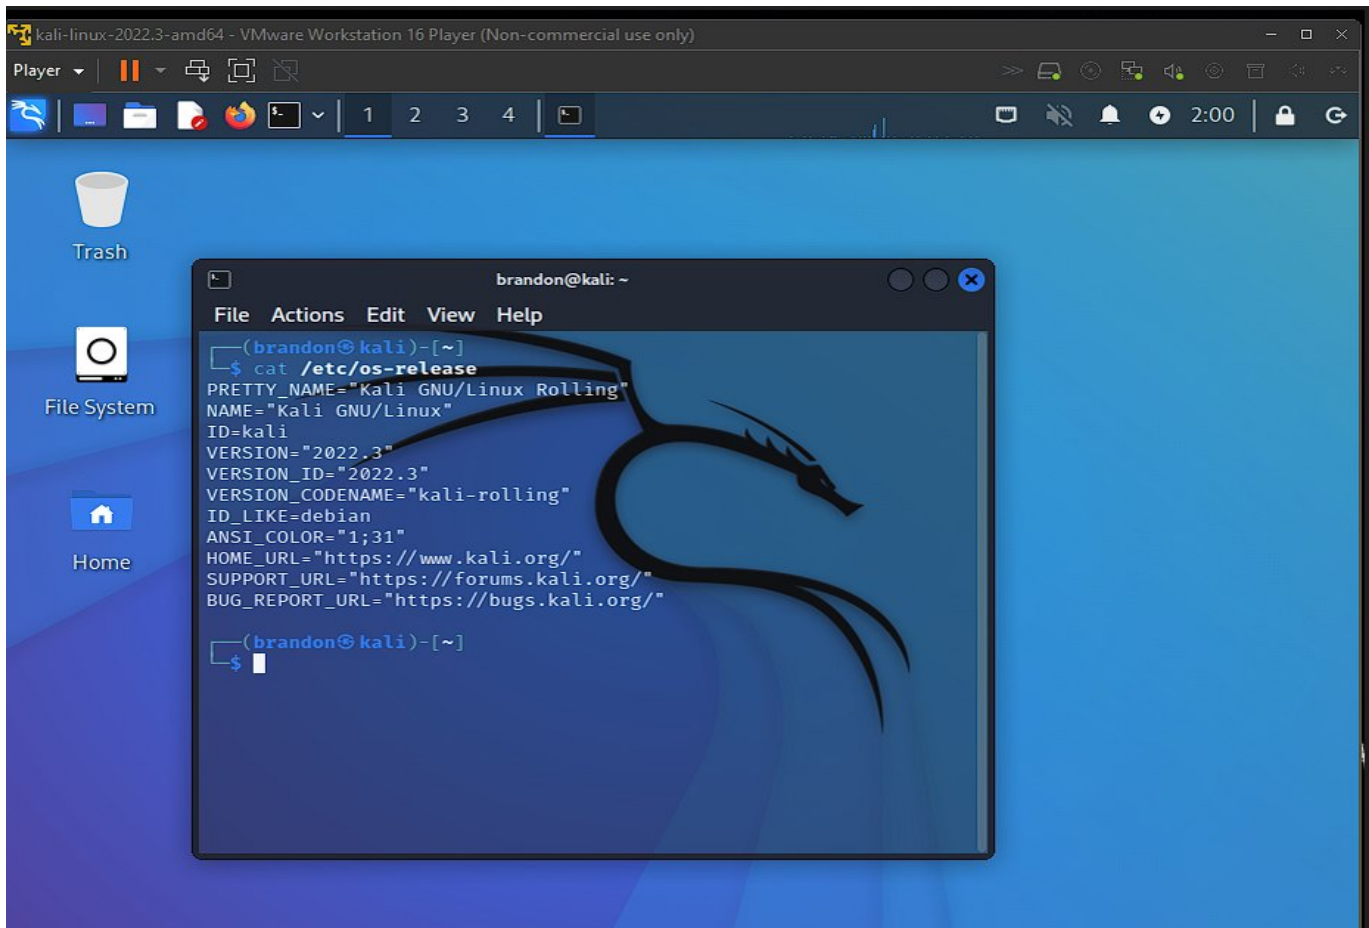 kali-linux-2022.3-amd64 - VMware Workstation 16 Player (Non-commercial use only)
Player
1 2 3 4
2:00
Trash
File System
Home
brandon@kali: ~
File Actions Edit View Help
┌──(brandon㉿kali)-[~]
└─$ cat /etc/os-release
PRETTY_NAME="Kali GNU/Linux Rolling"
NAME="Kali GNU/Linux"
ID=kali
VERSION="2022.3"
VERSION_ID="2022.3"
VERSION_CODENAME="kali-rolling"
ID_LIKE=debian
ANSI_COLOR="1;31"
HOME_URL="https://www.kali.org/"
SUPPORT_URL="https://forums.kali.org/"
BUG_REPORT_URL="https://bugs.kali.org/"
┌──(brandon㉿kali)-[~]
└─$